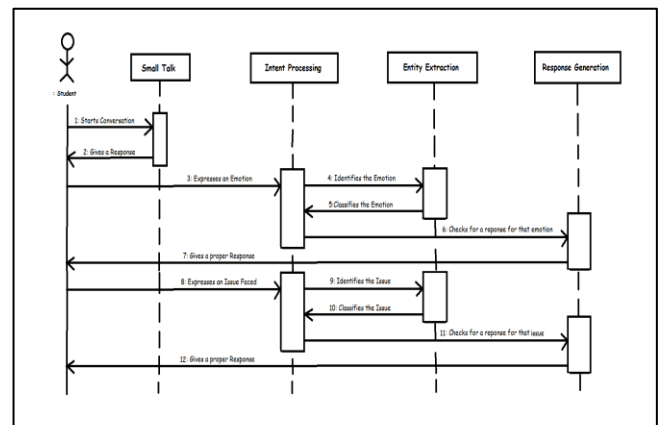 Small Talk
Intent Processing
Entity Extraction
Response Generation
: Student
1: Starts Conversation
2: Gives a Response
3: Expresses an Emotion
4: Identifies the Emotion
5:Classifies the Emotion
6: Checks for a reponse for that emotion
7: Gives a proper Response
8: Expresses an Issue Faced
9: Identifies the Issue
10: Classifies the Issue
11: Checks for a reponse for that issue
12: Gives a proper Response